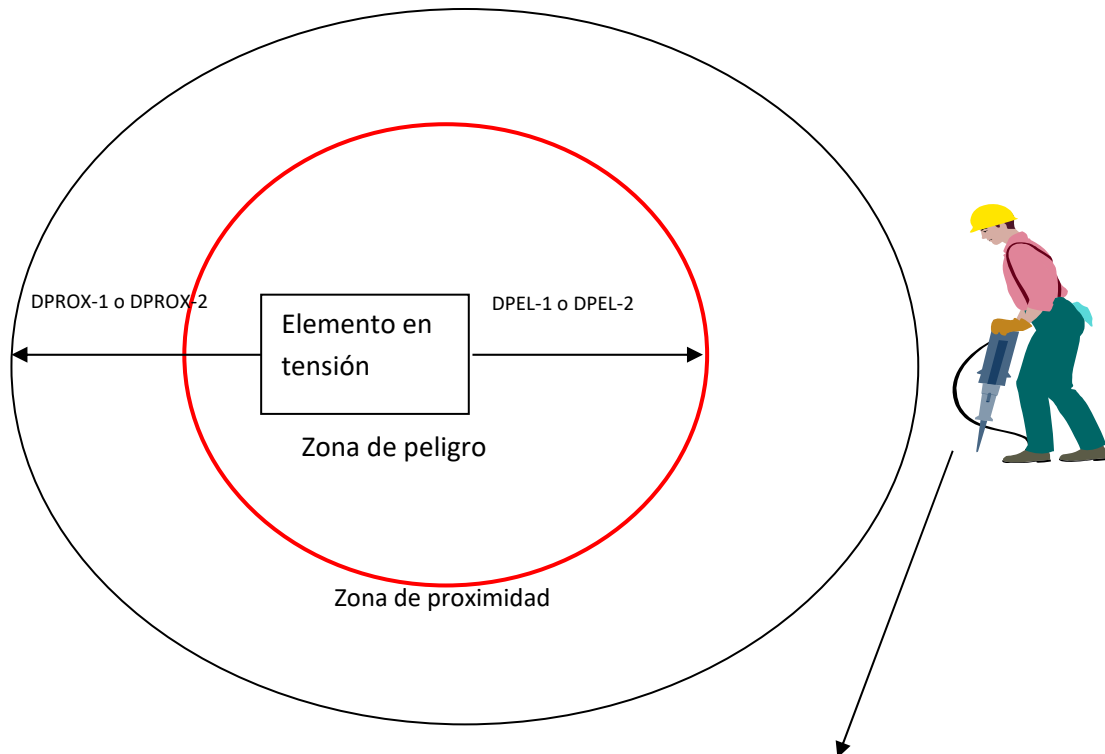 DPROX-1 o DPROX-2
DPEL-1 o DPEL-2
Elemento en
tensión
Zona de peligro
Zona de proximidad